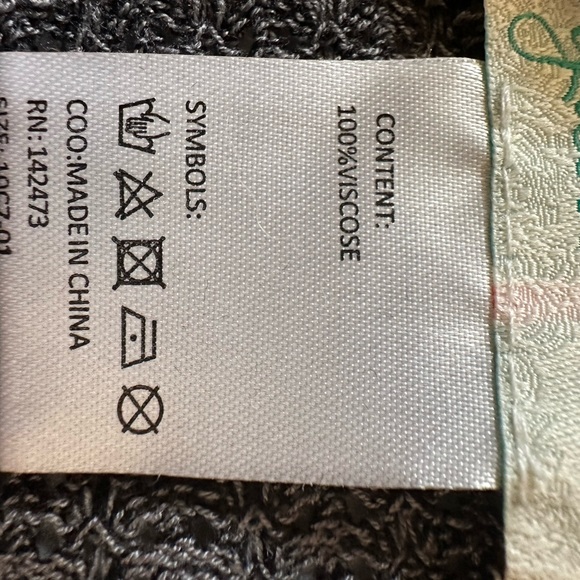 CONTENT:
100%VISCOSE
SYMBOLS:
COO:MADE IN CHINA
RN: 142473